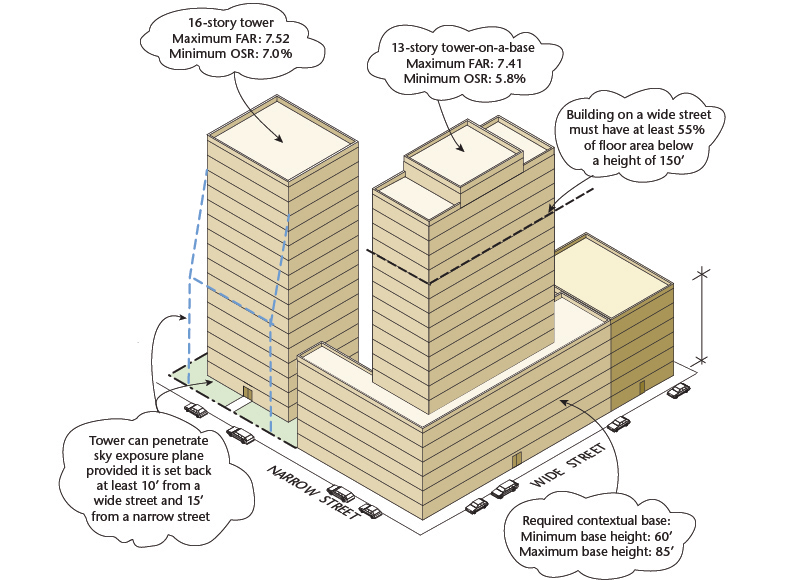 16-story tower
Maximum FAR: 7.52
Minimum OSR: 7.0%
13-story tower-on-a-base
Maximum FAR: 7.41
Minimum OSR: 5.8%
Building on a wide street
must have at least 55%
of floor area below
a height of 150′
Tower can penetrate
sky exposure plane
provided it is set back
at least 10′ from a
wide street and 15′
from a narrow street
NARROW STREET
WIDE STREET
Required contextual base:
Minimum base height: 60′
Maximum base height: 85′